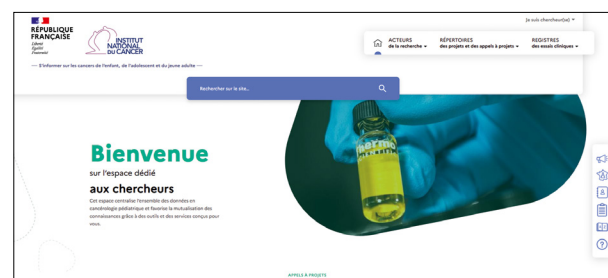 Je suis chercheur(se)
RÉPUBLIQUE
FRANÇAISE
Liberté
Égalité
Fraternité
INSTITUT
NATIONAL
DU CANCER
ACTEURS
de la recherche
RÉPERTOIRES
des projets et des appels à projets
REGISTRES
des essais cliniques
— S'informer sur les cancers de l'enfant, de l'adolescent et du jeune adulte —
Rechercher sur le site...
Bienvenue
sur l'espace dédié
aux chercheurs
Cet espace centralise l'ensemble des données en
cancérologie pédiatrique et favorise la mutualisation des
connaissances grâce à des outils et des services conçus pour
vous.
APPELS À PROJETS